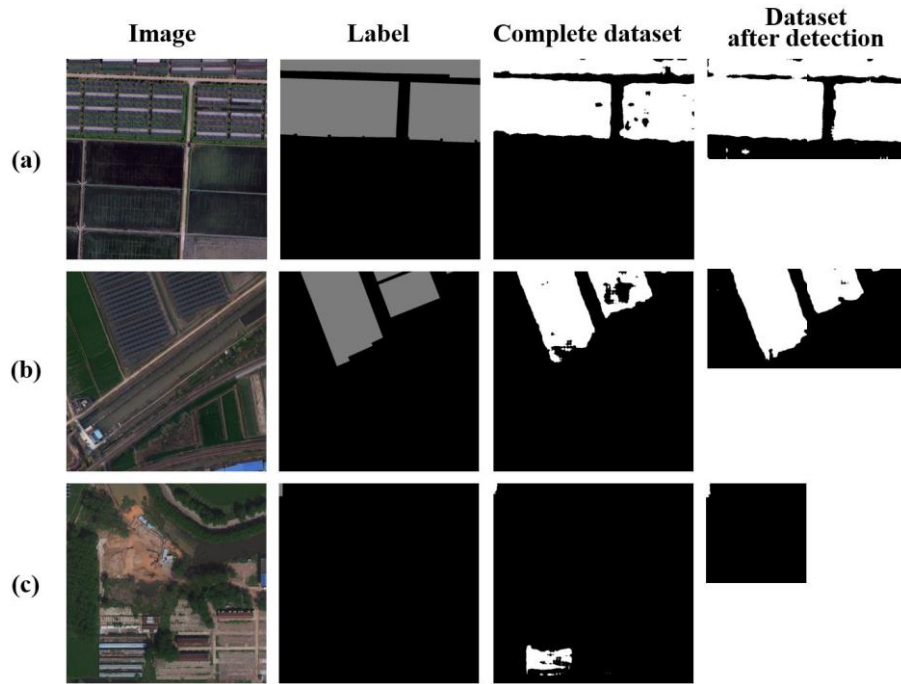 Image
Label
Complete dataset
Dataset
after detection
(a)
(b)
(c)